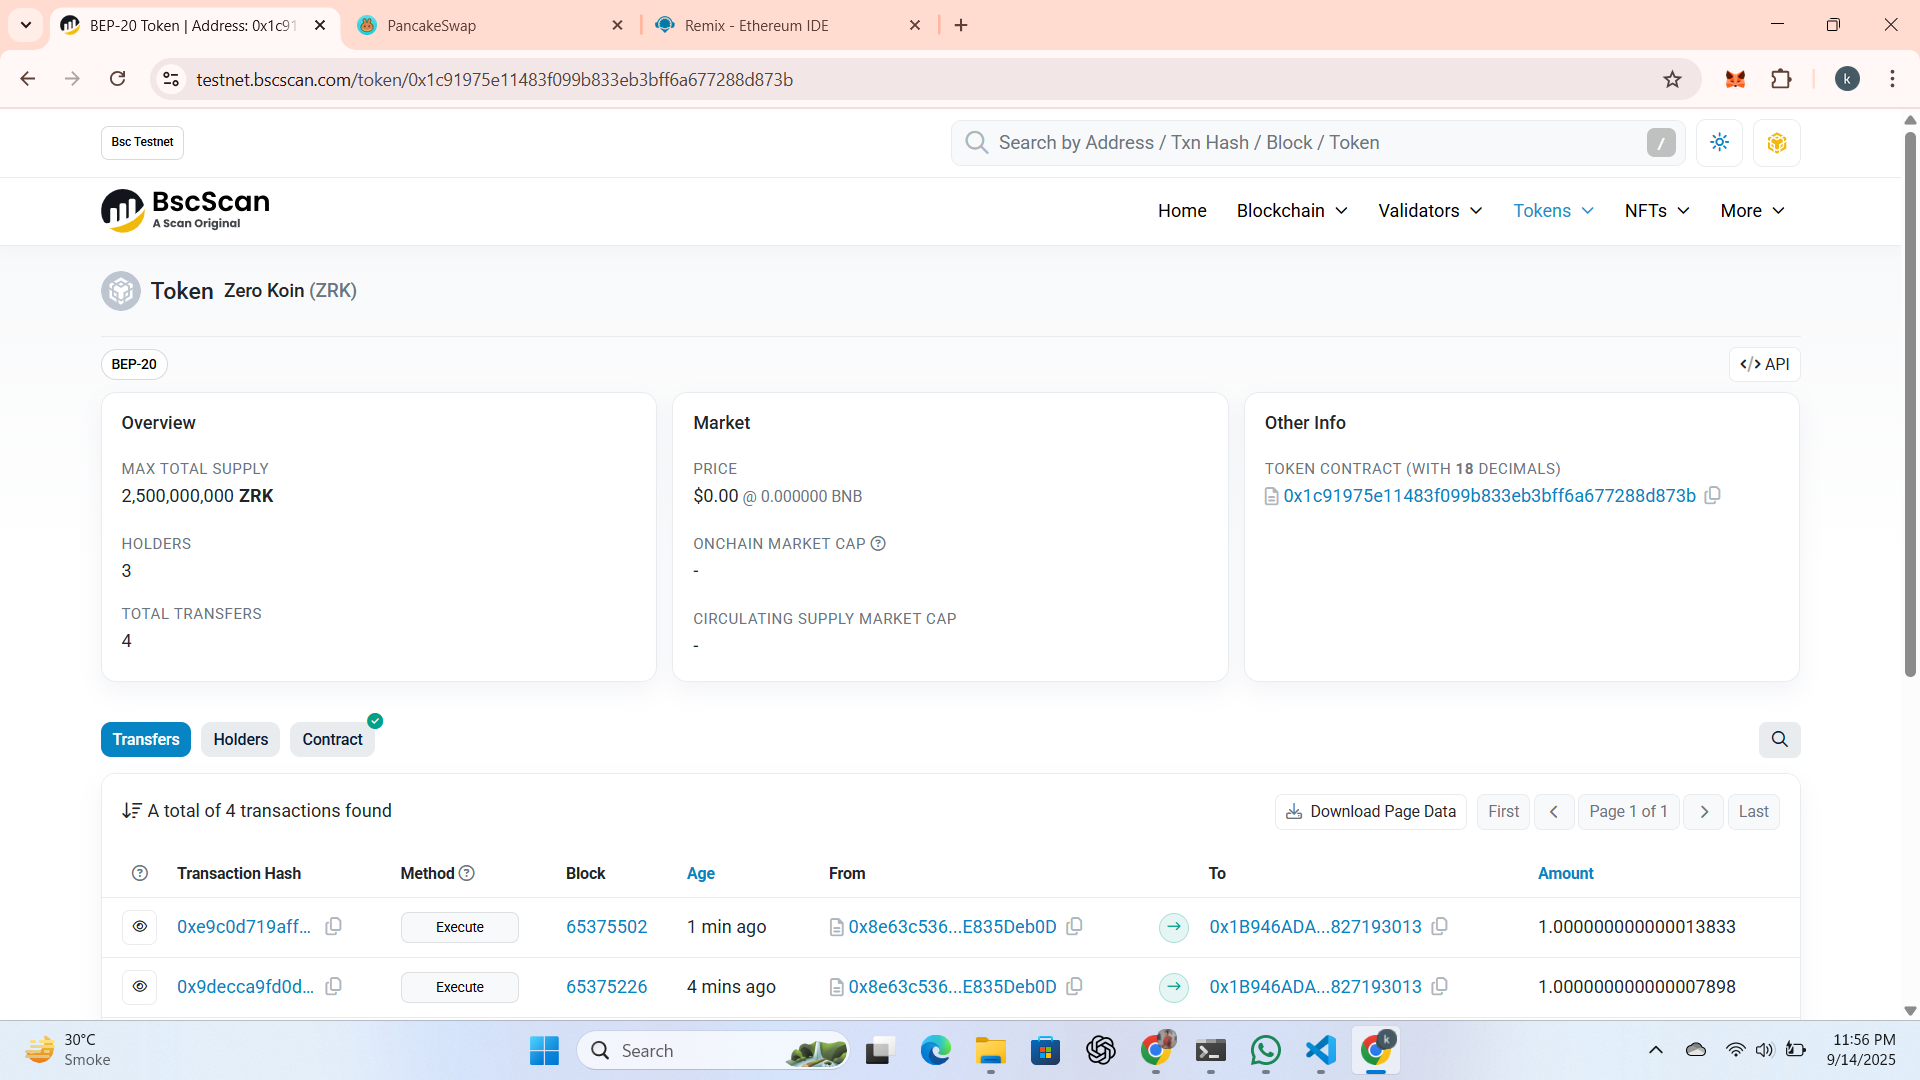 BEP-20 Token | Address: 0x1c91
PancakeSwap
Remix - Ethereum IDE
testnet.bscscan.com/token/0x1c91975e11483f099b833eb3bff6a677288d873b
k
Bsc Testnet
Search by Address / Txn Hash / Block / Token
/
BscScan
A Scan Original
Home
Blockchain
Validators
Tokens
NFTs
More
Token Zero Koin (ZRK)
BEP-20
</> API
Overview
MAX TOTAL SUPPLY
2,500,000,000 ZRK
HOLDERS
3
TOTAL TRANSFERS
4
Market
PRICE
$0.00 @ 0.000000 BNB
ONCHAIN MARKET CAP
-
CIRCULATING SUPPLY MARKET CAP
-
Other Info
TOKEN CONTRACT (WITH 18 DECIMALS)
0x1c91975e11483f099b833eb3bff6a677288d873b
Transfers
Holders
Contract
A total of 4 transactions found
Download Page Data
First
Page 1 of 1
Last
Transaction Hash Method Block Age From To Amount
0xe9c0d719aff... Execute 65375502 1 min ago 0x8e63c536...E835Deb0D 0x1B946ADA...827193013 1.000000000000013833
0x9decca9fd0d... Execute 65375226 4 mins ago 0x8e63c536...E835Deb0D 0x1B946ADA...827193013 1.000000000000007898
30°C
Smoke
Search
k
11:56 PM
9/14/2025